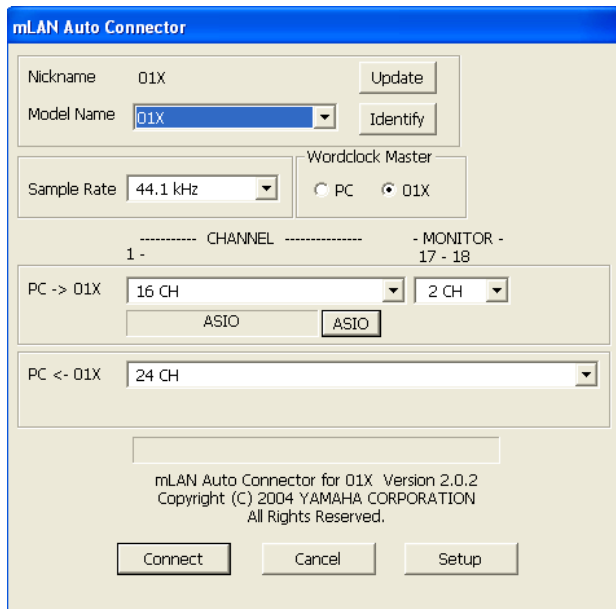 mLAN Auto Connector
Nickname 01X Update
Model Name 01X Identify
Wordclock Master
Sample Rate 44.1 kHz PC 01X
----------- CHANNEL --------------- - MONITOR -
1 - 17 - 18
PC -> 01X 16 CH 2 CH
ASIO ASIO
PC <- 01X 24 CH
mLAN Auto Connector for 01X Version 2.0.2
Copyright (C) 2004 YAMAHA CORPORATION
All Rights Reserved.
Connect Cancel Setup